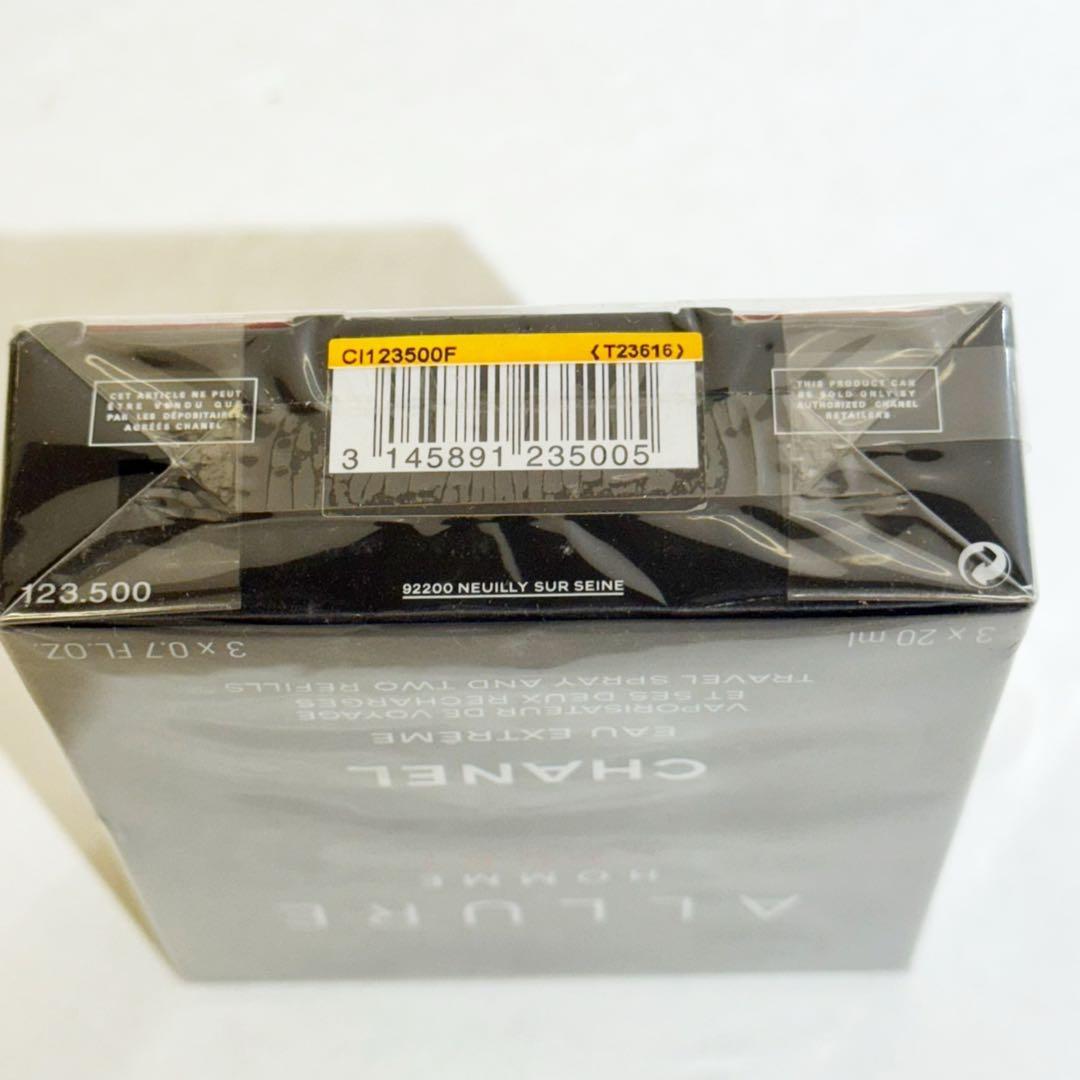 CI123500F 《T23616》
3 145891 235005
CET ARTICLE NE PEUT
ÊTRE VENDU QUE
PAR LES DÉPOSITAIRES
AGRÉÉS CHANEL
THIS PRODUCT CAN
BE SOLD ONLY BY
AUTHORIZED CHANEL
RETAILERS
123.500
92200 NEUILLY SUR SEINE
3 x 0.7 FL.OZ. 3 x 20 ml
TRAVEL SPRAY AND TWO REFILLS
ET SES DEUX RECHARGES
VAPORISATEUR DE VOYAGE
EAU EXTRÊME
CHANEL
HOMME
ALLURE